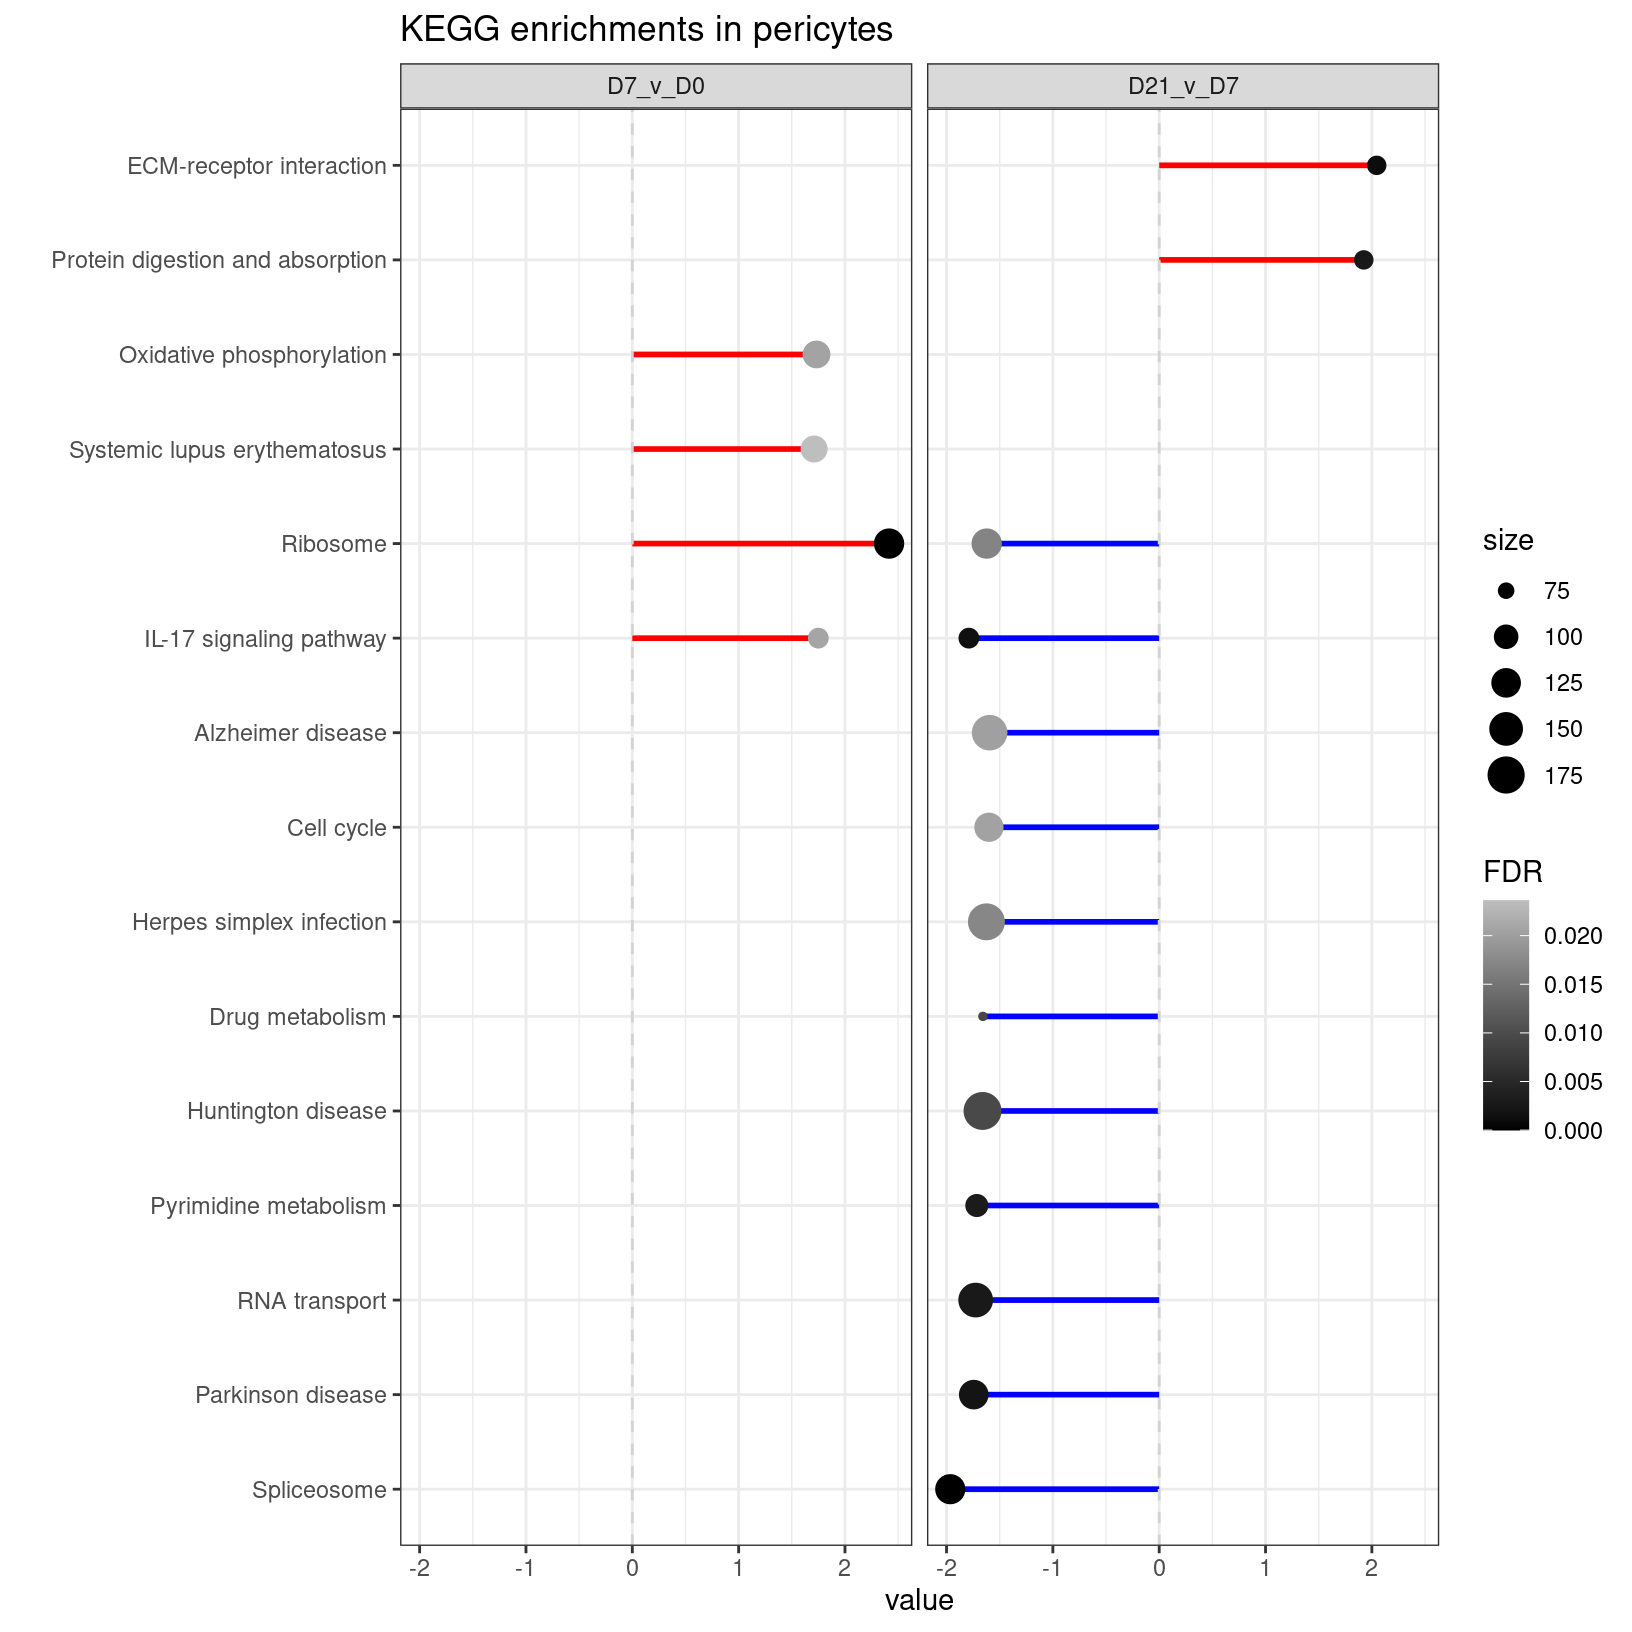 KEGG enrichments in pericytes
D7_v_D0
D21_v_D7
ECM-receptor interaction
Protein digestion and absorption
Oxidative phosphorylation
Systemic lupus erythematosus
Ribosome
IL-17 signaling pathway
Alzheimer disease
Cell cycle
Herpes simplex infection
Drug metabolism
Huntington disease
Pyrimidine metabolism
RNA transport
Parkinson disease
Spliceosome
-2 -1 0 1 2
-2 -1 0 1 2
value
size
75
100
125
150
175
FDR
0.020
0.015
0.010
0.005
0.000